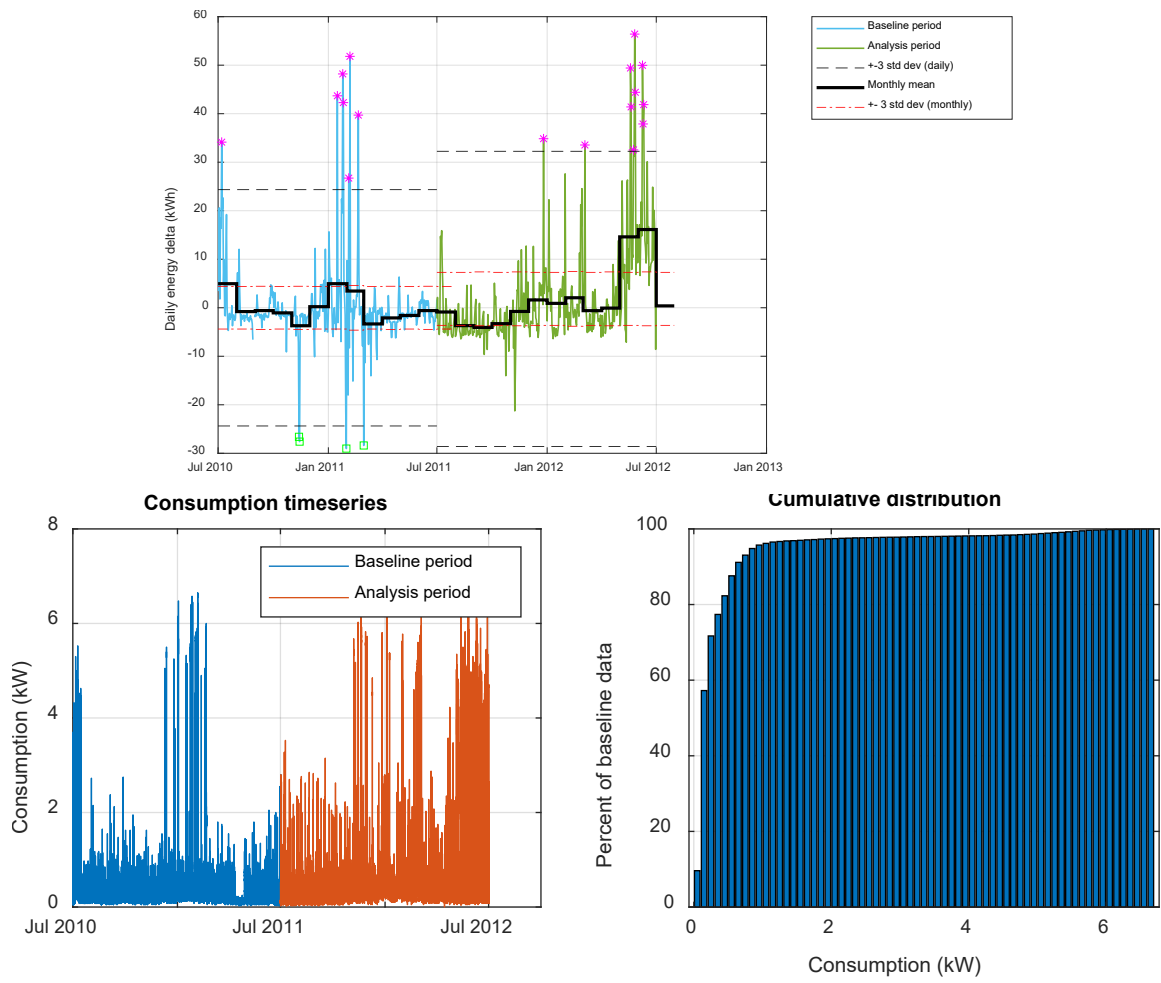 60
50
40
30
20
10
0
-10
-20
-30
Daily energy delta (kWh)
Jul 2010 Jan 2011 Jul 2011 Jan 2012 Jul 2012 Jan 2013
Baseline period
Analysis period
+-3 std dev (daily)
Monthly mean
+- 3 std dev (monthly)
Consumption timeseries
8
6
4
2
0
Consumption (kW)
Jul 2010 Jul 2011 Jul 2012
Baseline period
Analysis period
Cumulative distribution
100
80
60
40
20
0
Percent of baseline data
0 2 4 6
Consumption (kW)